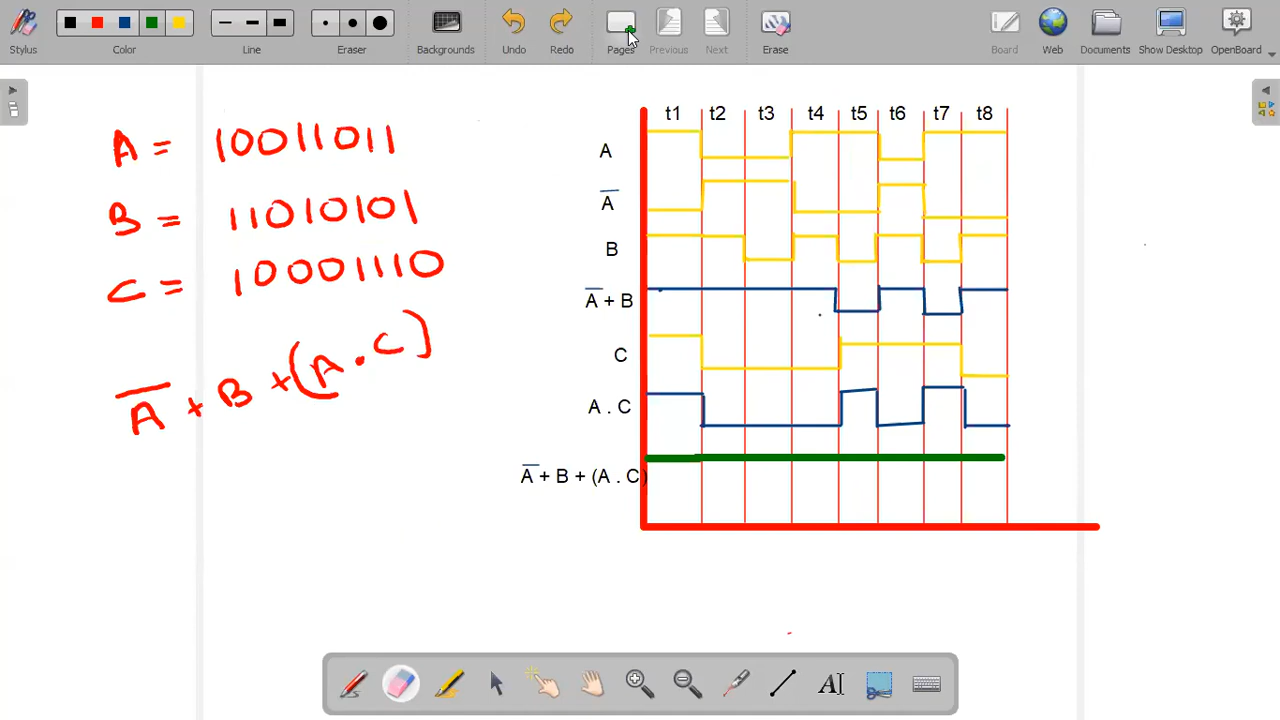 Stylus Color Line Eraser Backgrounds Undo Redo Pages Previous Next Erase Board Web Documents Show Desktop OpenBoard
t1 t2 t3 t4 t5 t6 t7 t8
A = 10011011
B = 11010101
C = 10001110
A̅ + B + (A . C)
A
A̅
B
A̅ + B
C
A . C
A̅ + B + (A . C)
AI